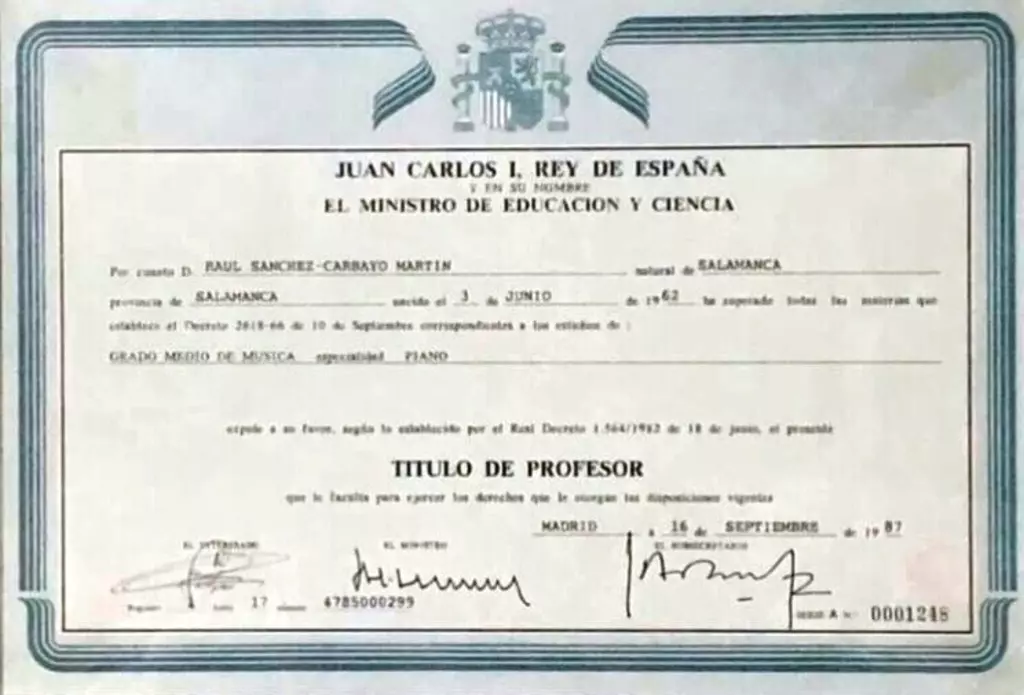 JUAN CARLOS I, REY DE ESPAÑA
Y EN SU NOMBRE
EL MINISTRO DE EDUCACION Y CIENCIA
Por cuanto D. RAUL SANCHEZ-CARBAYO MARTIN natural de SALAMANCA
provincia de SALAMANCA nacido el 3 de JUNIO de 1962 ha superado todas las materias que
establece el Decreto 2618-66 de 10 de Septiembre correspondientes a los estudios de :
GRADO MEDIO DE MUSICA especialidad PIANO
expide a su favor, según lo establecido por el Real Decreto 1.564/1982 de 18 de junio, el presente
TITULO DE PROFESOR
que le faculta para ejercer los derechos que le otorgan las disposiciones vigentes
MADRID a 16 de SEPTIEMBRE de 1987
EL INTERESADO EL MINISTRO EL SUBSECRETARIO
Registro 17 número 4785000299
SERIE A N.º 0001248